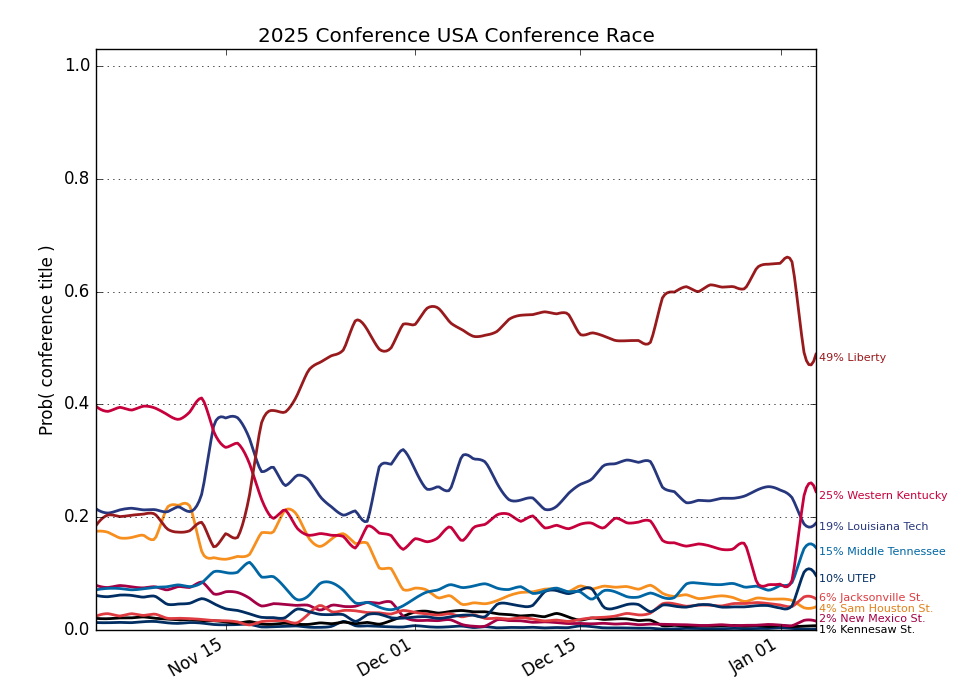 2025 Conference USA Conference Race
Prob( conference title )
1.0
0.8
0.6
0.4
0.2
0.0
Nov 15
Dec 01
Dec 15
Jan 01
49% Liberty
25% Western Kentucky
19% Louisiana Tech
15% Middle Tennessee
10% UTEP
6% Jacksonville St.
4% Sam Houston St.
2% New Mexico St.
1% Kennesaw St.